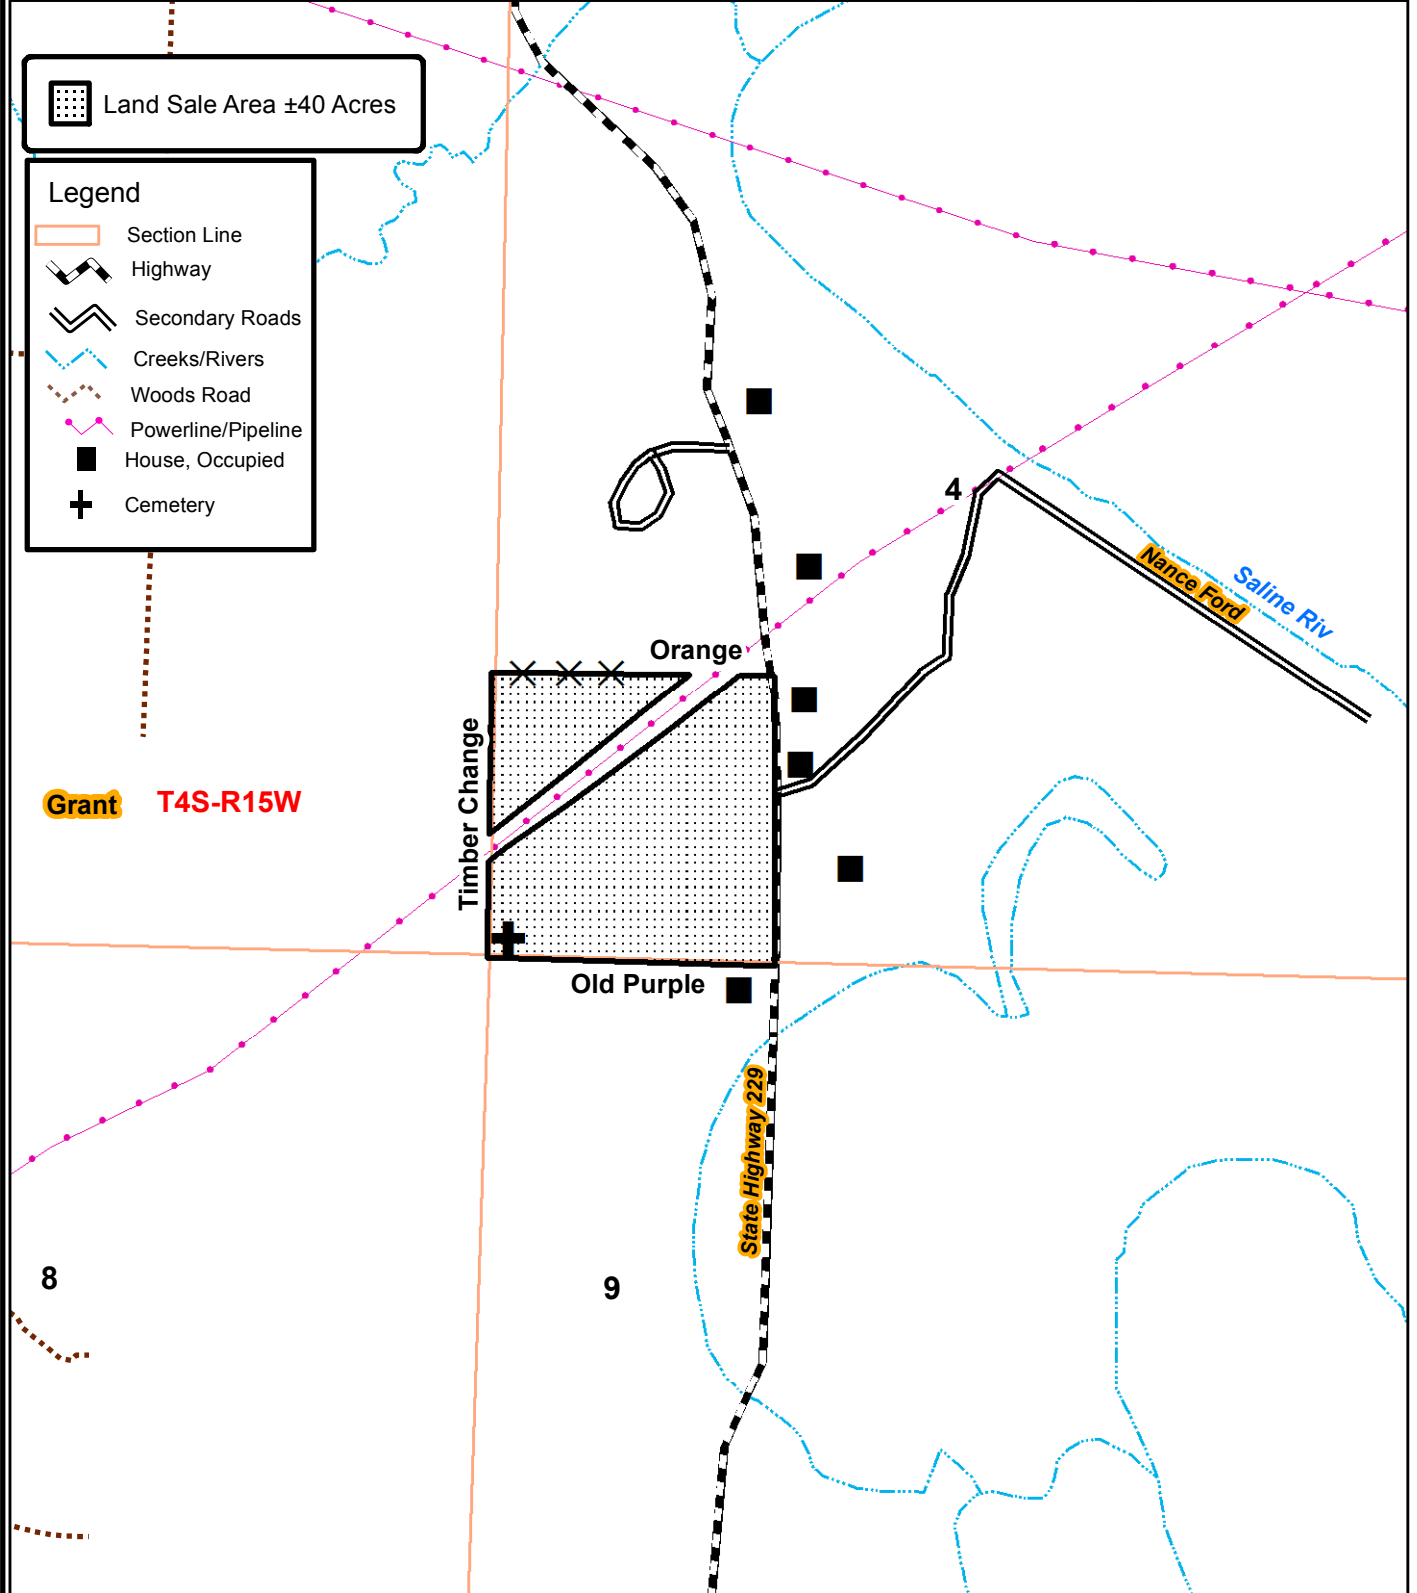 Land Sale Area ±40 Acres
Legend
Section Line
Highway
Secondary Roads
Creeks/Rivers
Woods Road
Powerline/Pipeline
House, Occupied
Cemetery
4
Nance Ford
Saline Riv
Orange
Timber Change
Grant T4S-R15W
Old Purple
State Highway 229
8
9